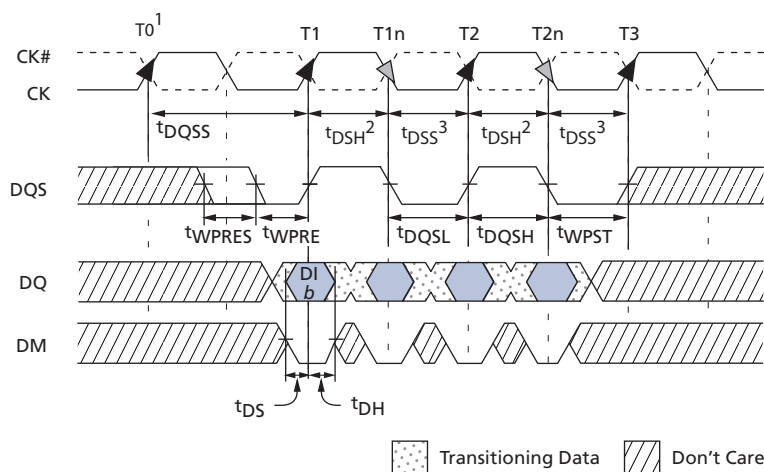 T0¹ T1 T1n T2 T2n T3
CK#
CK
tDQSS tDSH² tDSS³ tDSH² tDSS³
DQS
tWPRES tWPRE tDQSL tDQSH tWPST
DQ
DI
b
DM
tDS tDH
Transitioning Data Don't Care